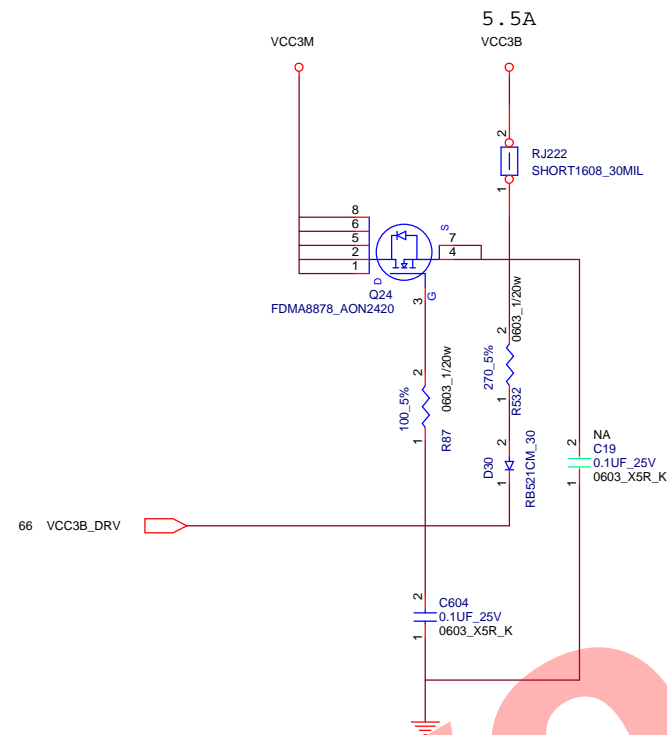 5.5A
VCC3M
VCC3B
2
RJ222
SHORT1608_30MIL
1
8
6
5
2
1
S
7
4
D
Q24
FDMA8878_AON2420
3
G
2
100_5%
0603_1/20w
1
R87
0603_1/20w
2
270_5%
1
R532
2
D30
1
RB521CM_30
NA
2
C19
0.1UF_25V
1
0603_X5R_K
66 VCC3B_DRV
2
C604
0.1UF_25V
1
0603_X5R_K